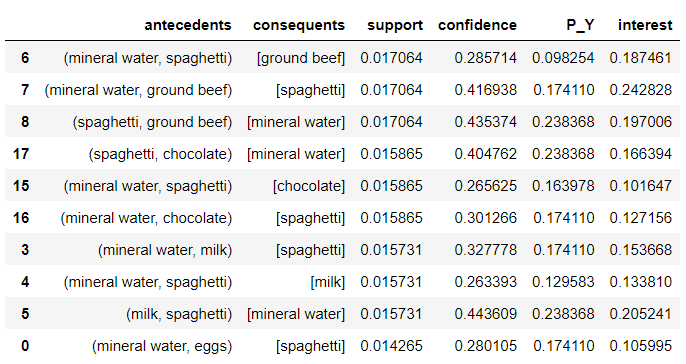 antecedents consequents support confidence P_Y interest
6 (mineral water, spaghetti) [ground beef] 0.017064 0.285714 0.098254 0.187461
7 (mineral water, ground beef) [spaghetti] 0.017064 0.416938 0.174110 0.242828
8 (spaghetti, ground beef) [mineral water] 0.017064 0.435374 0.238368 0.197006
17 (spaghetti, chocolate) [mineral water] 0.015865 0.404762 0.238368 0.166394
15 (mineral water, spaghetti) [chocolate] 0.015865 0.265625 0.163978 0.101647
16 (mineral water, chocolate) [spaghetti] 0.015865 0.301266 0.174110 0.127156
3 (mineral water, milk) [spaghetti] 0.015731 0.327778 0.174110 0.153668
4 (mineral water, spaghetti) [milk] 0.015731 0.263393 0.129583 0.133810
5 (milk, spaghetti) [mineral water] 0.015731 0.443609 0.238368 0.205241
0 (mineral water, eggs) [spaghetti] 0.014265 0.280105 0.174110 0.105995